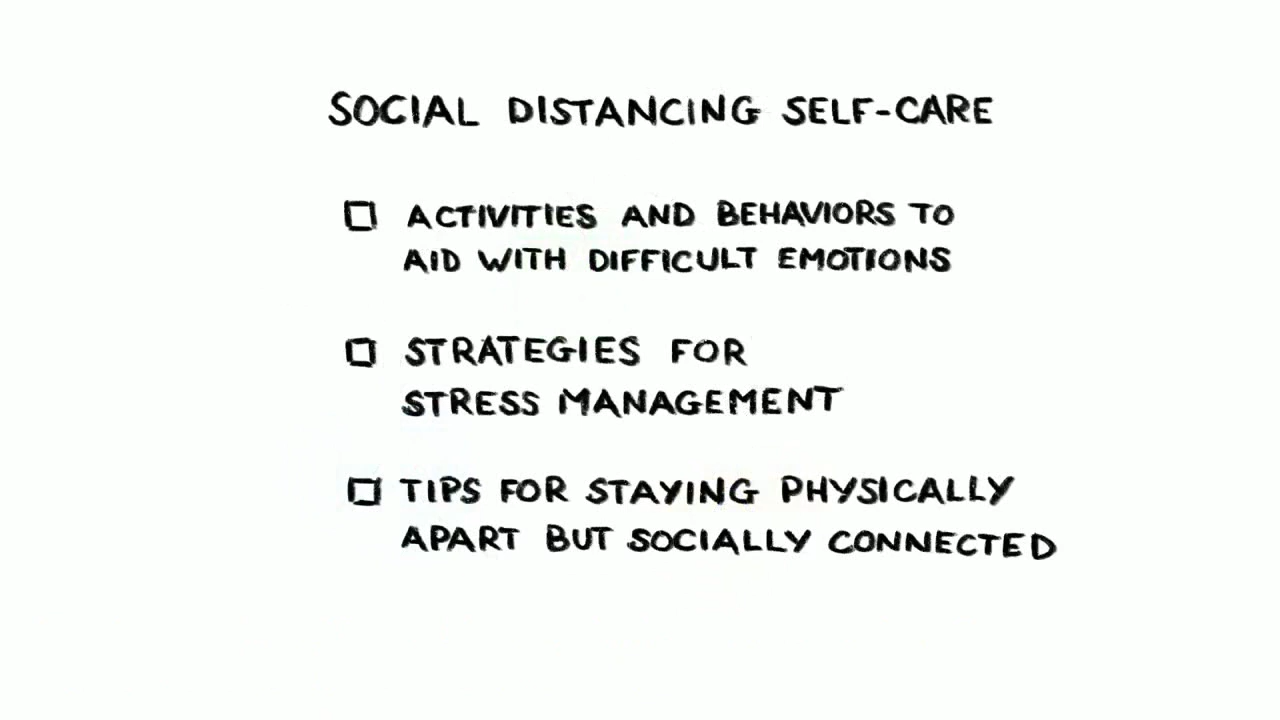 SOCIAL DISTANCING SELF-CARE
ACTIVITIES AND BEHAVIORS TO
AID WITH DIFFICULT EMOTIONS
STRATEGIES FOR
STRESS MANAGEMENT
TIPS FOR STAYING PHYSICALLY
APART BUT SOCIALLY CONNECTED